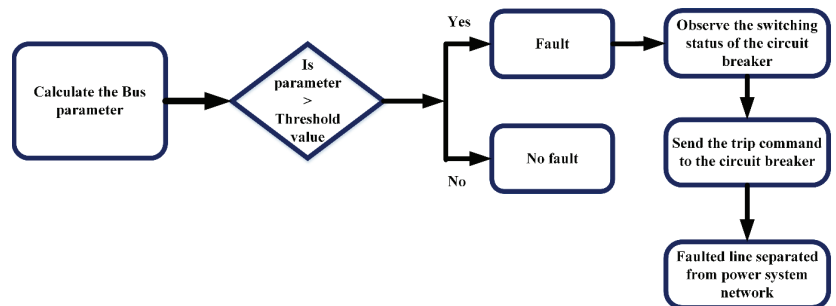 Calculate the Bus
parameter
Is
parameter
>
Threshold
value
Yes
No
Fault
No fault
Observe the switching
status of the circuit
breaker
Send the trip command
to the circuit breaker
Faulted line separated
from power system
network